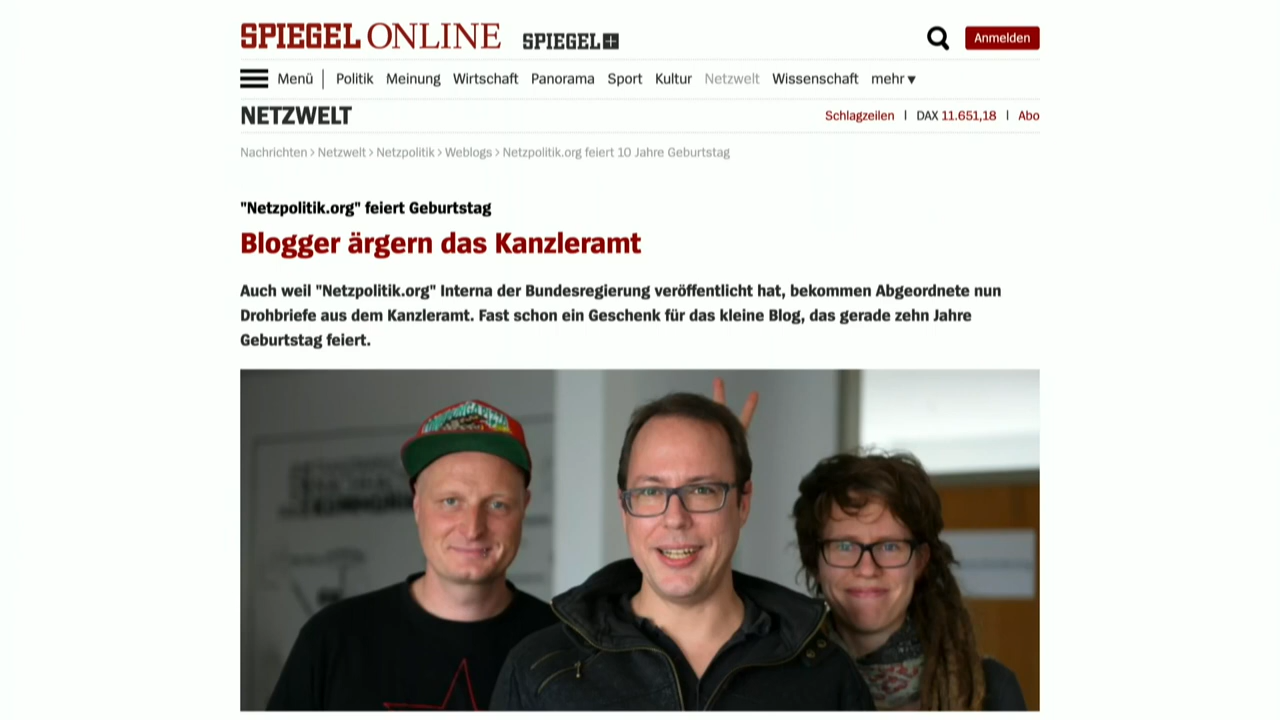 SPIEGEL ONLINE SPIEGEL+
Anmelden
Menü | Politik Meinung Wirtschaft Panorama Sport Kultur Netzwelt Wissenschaft mehr ▼
NETZWELT
Schlagzeilen | DAX 11.651,18 | Abo
Nachrichten > Netzwelt > Netzpolitik > Weblogs > Netzpolitik.org feiert 10 Jahre Geburtstag
"Netzpolitik.org" feiert Geburtstag
Blogger ärgern das Kanzleramt
Auch weil "Netzpolitik.org" Interna der Bundesregierung veröffentlicht hat, bekommen Abgeordnete nun
Drohbriefe aus dem Kanzleramt. Fast schon ein Geschenk für das kleine Blog, das gerade zehn Jahre
Geburtstag feiert.